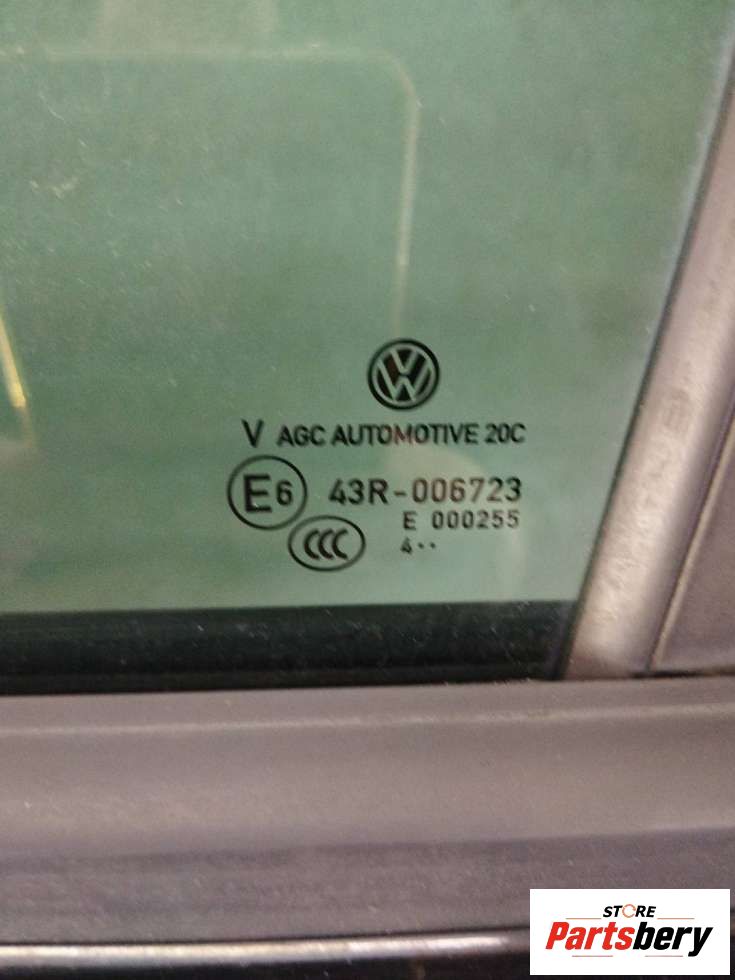 V AGC AUTOMOTIVE 20C
E6 43R-006723
E 000255
CCC
4··
STORE
Partsbery